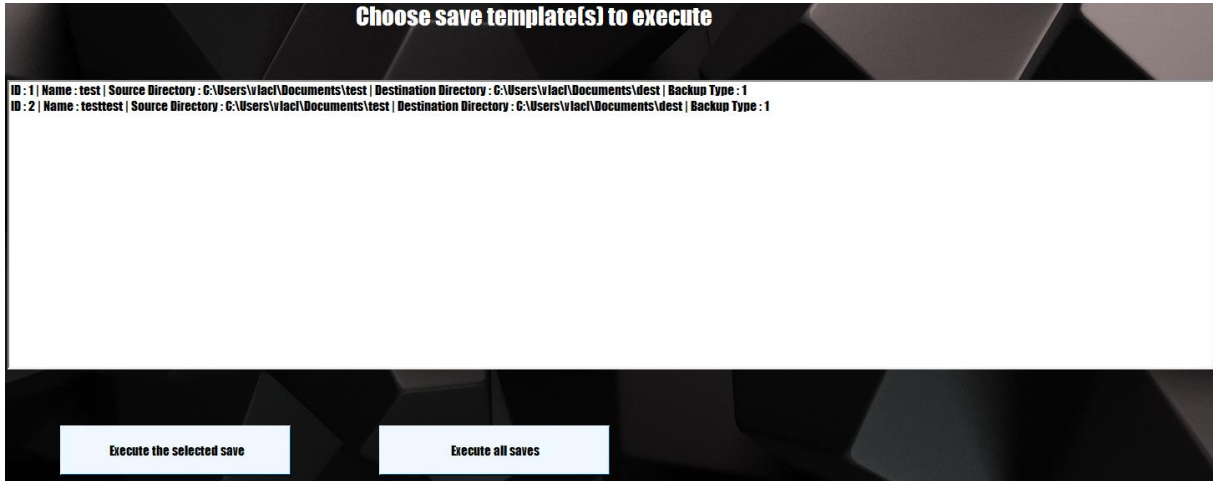 Choose save template(s) to execute
ID : 1 | Name : test | Source Directory : C:\Users\vlacl\Documents\test | Destination Directory : C:\Users\vlacl\Documents\dest | Backup Type : 1
ID : 2 | Name : testtest | Source Directory : C:\Users\vlacl\Documents\test | Destination Directory : C:\Users\vlacl\Documents\dest | Backup Type : 1
Execute the selected save
Execute all saves